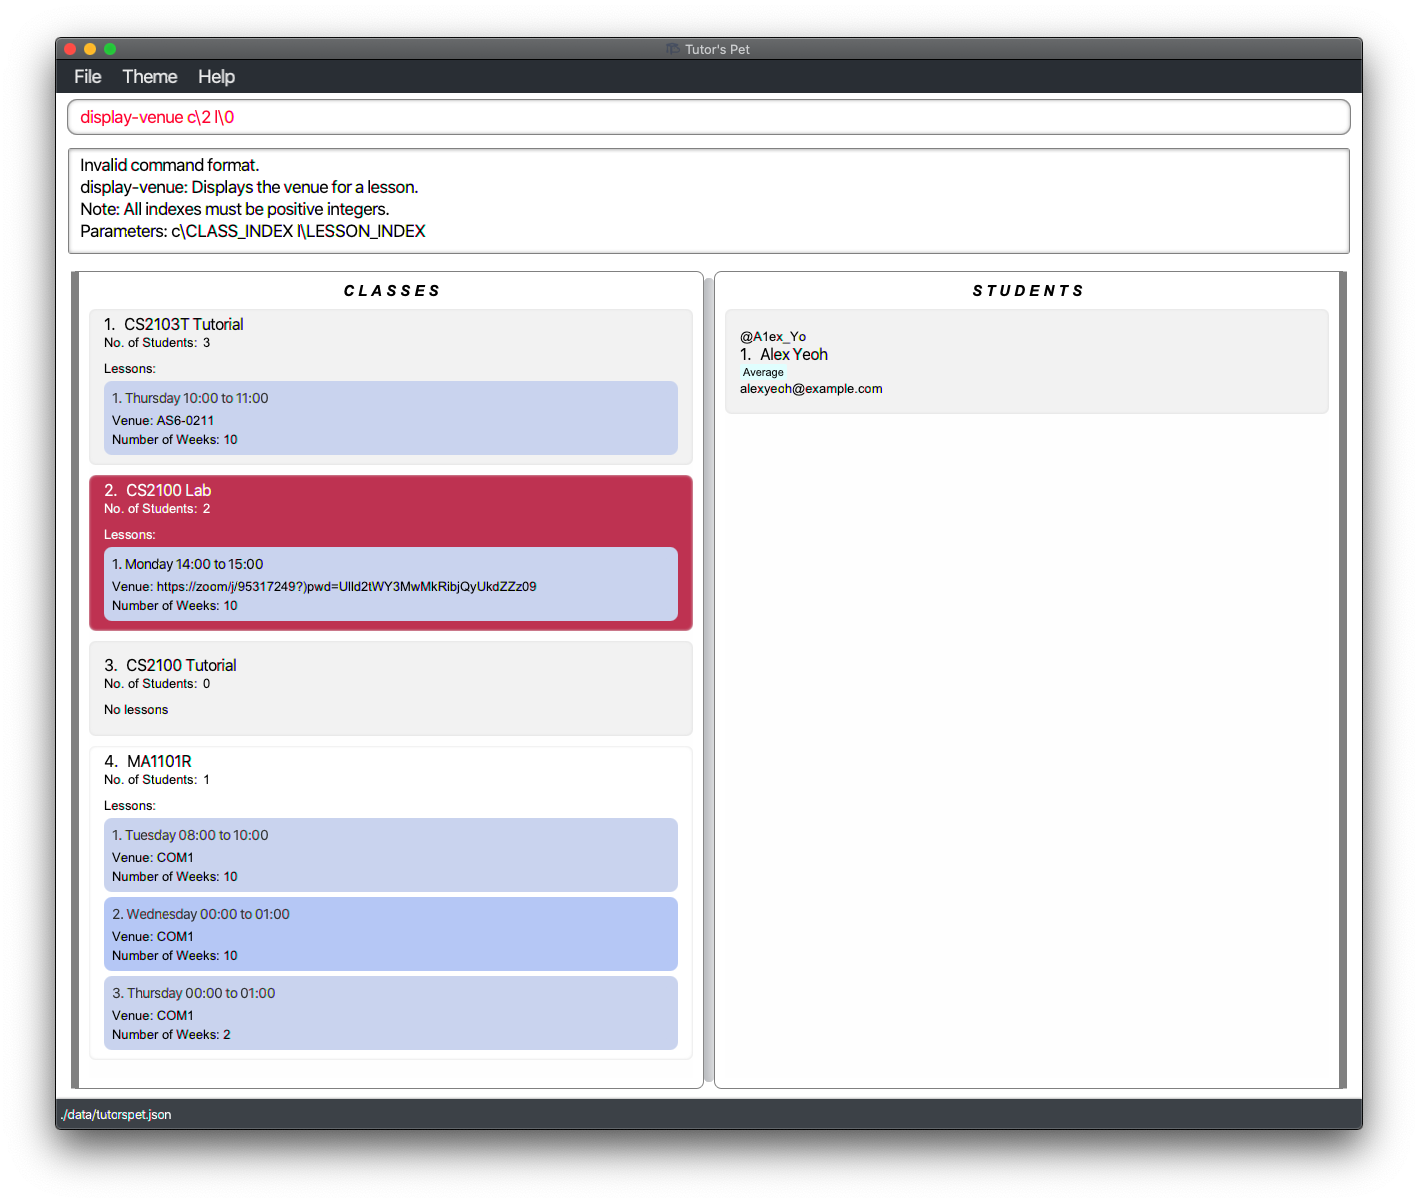 Tutor's Pet
File Theme Help
display-venue c\2 l\0
Invalid command format.
display-venue: Displays the venue for a lesson.
Note: All indexes must be positive integers.
Parameters: c\CLASS_INDEX l\LESSON_INDEX
CLASSES
1. CS2103T Tutorial
No. of Students: 3
Lessons:
1. Thursday 10:00 to 11:00
Venue: AS6-0211
Number of Weeks: 10
2. CS2100 Lab
No. of Students: 2
Lessons:
1. Monday 14:00 to 15:00
Venue: https://zoom/j/95317249?)pwd=Ulld2tWY3MwMkRibjQyUkdZZz09
Number of Weeks: 10
3. CS2100 Tutorial
No. of Students: 0
No lessons
4. MA1101R
No. of Students: 1
Lessons:
1. Tuesday 08:00 to 10:00
Venue: COM1
Number of Weeks: 10
2. Wednesday 00:00 to 01:00
Venue: COM1
Number of Weeks: 10
3. Thursday 00:00 to 01:00
Venue: COM1
Number of Weeks: 2
STUDENTS
@A1ex_Yo
1. Alex Yeoh
Average
alexyeoh@example.com
./data/tutorspet.json